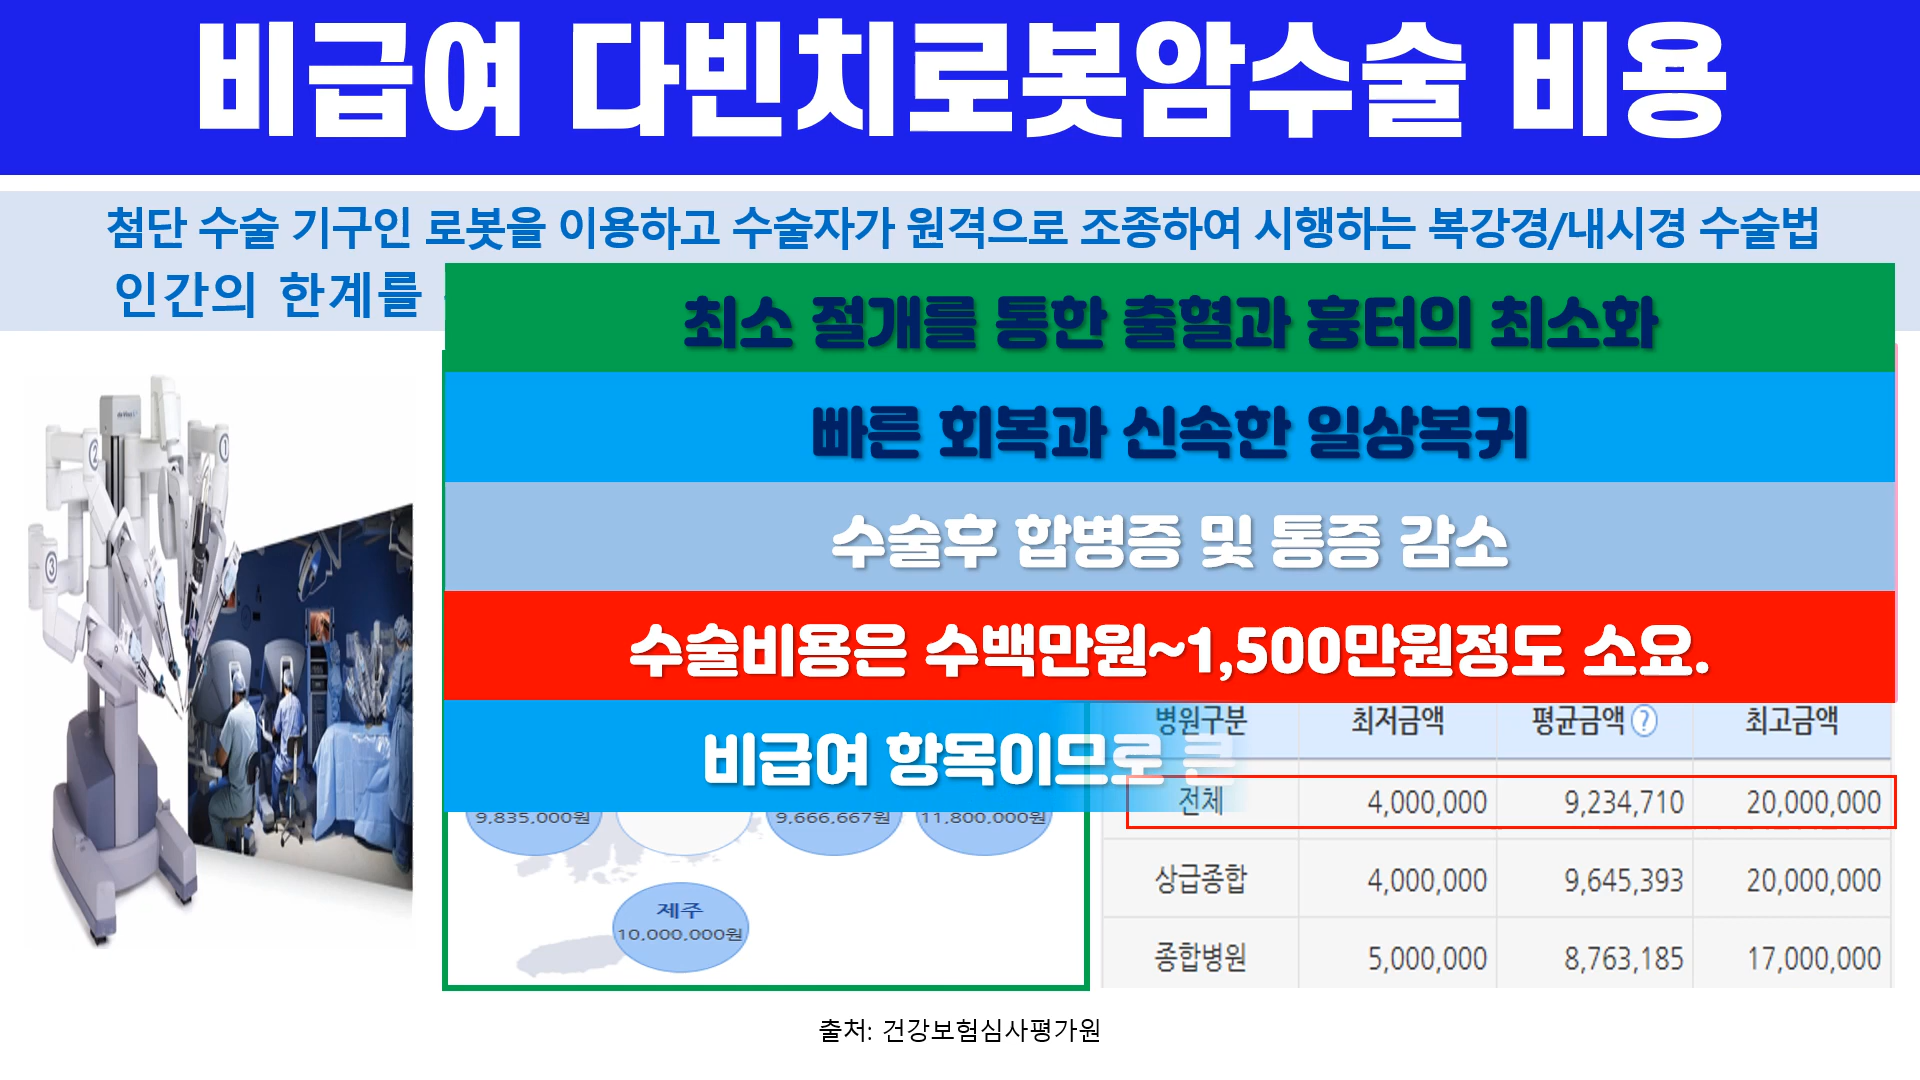 비급여 다빈치로봇암수술 비용
첨단 수술 기구인 로봇을 이용하고 수술자가 원격으로 조종하여 시행하는 복강경/내시경 수술법
인간의 한계를
최소 절개를 통한 출혈과 흉터의 최소화
빠른 회복과 신속한 일상복귀
수술후 합병증 및 통증 감소
수술비용은 수백만원~1,500만원정도 소요.
비급여 항목이므로 큰
9,835,000원 9,666,667원 11,800,000원
제주
10,000,000원
병원구분 최저금액 평균금액 ? 최고금액
전체 4,000,000 9,234,710 20,000,000
상급종합 4,000,000 9,645,393 20,000,000
종합병원 5,000,000 8,763,185 17,000,000
① ② ③
출처: 건강보험심사평가원